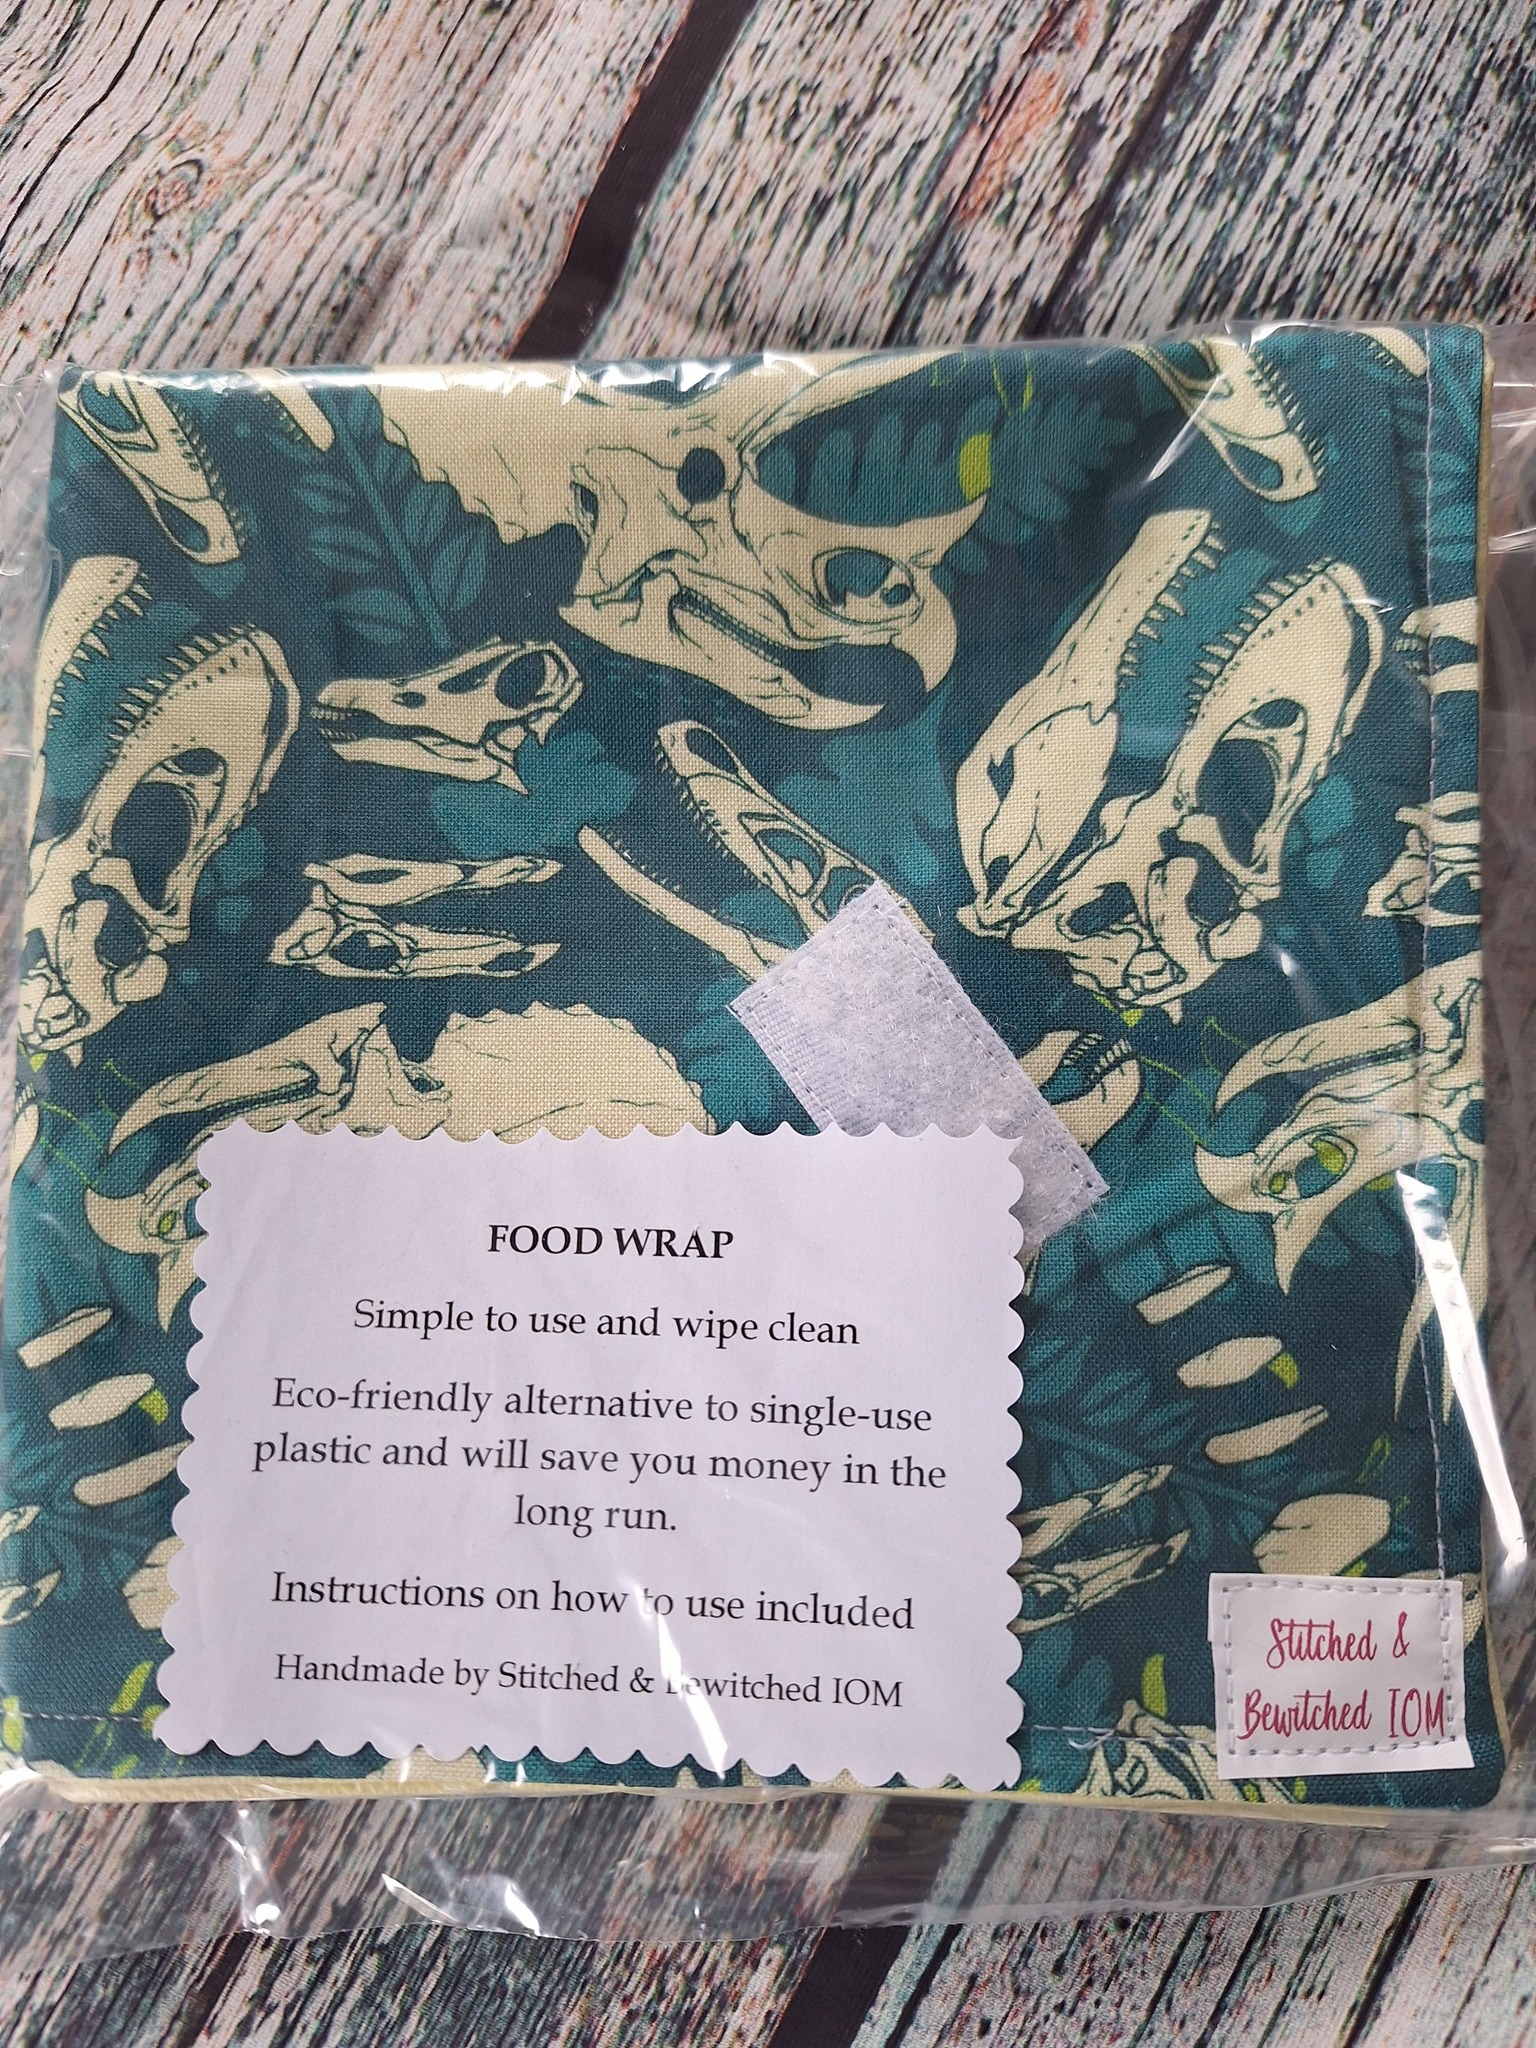 FOOD WRAP
Simple to use and wipe clean
Eco-friendly alternative to single-use
plastic and will save you money in the
long run.
Instructions on how to use included
Handmade by Stitched & Bewitched IOM
Stitched &
Bewitched IOM